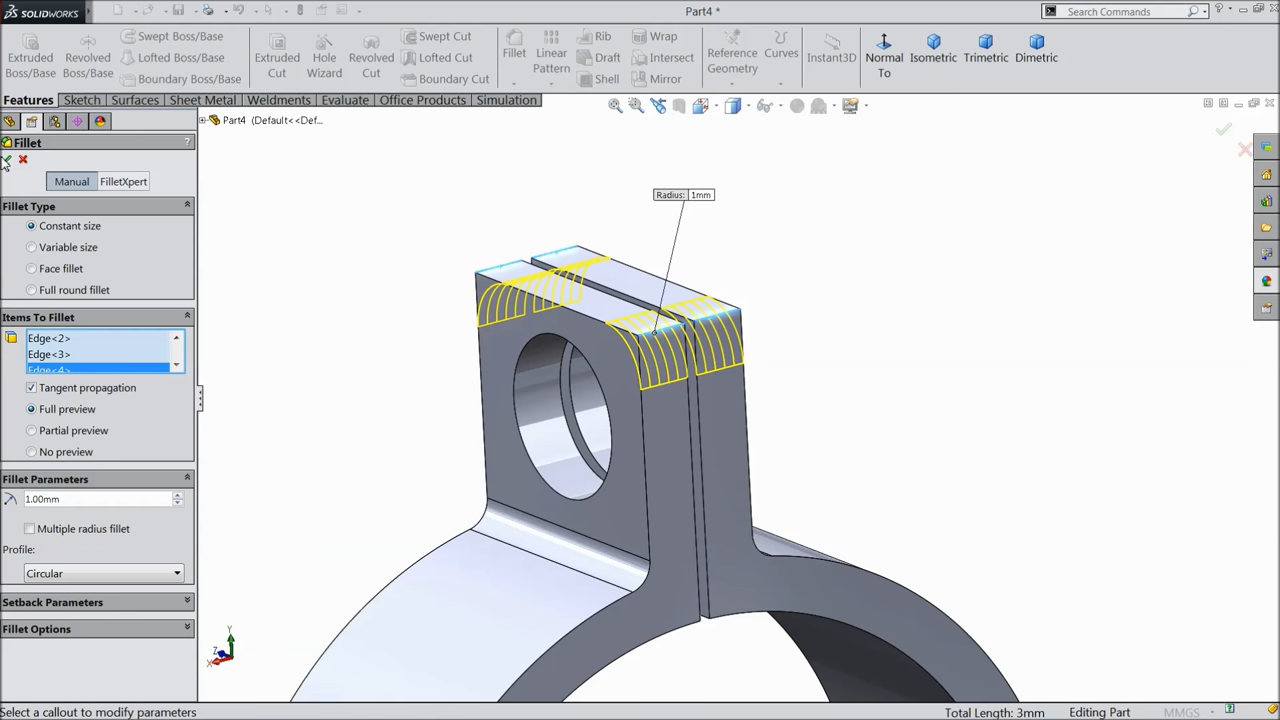 SOLIDWORKS
Part4 *
Search Commands
Extruded Boss/Base
Revolved Boss/Base
Swept Boss/Base
Lofted Boss/Base
Boundary Boss/Base
Extruded Cut
Hole Wizard
Revolved Cut
Swept Cut
Lofted Cut
Boundary Cut
Fillet
Linear Pattern
Rib
Draft
Shell
Wrap
Intersect
Mirror
Reference Geometry
Curves
Instant3D
Normal To
Isometric
Trimetric
Dimetric
Features
Sketch
Surfaces
Sheet Metal
Weldments
Evaluate
Office Products
Simulation
Part4 (Default<<Def...
Fillet
?
Manual
FilletXpert
Fillet Type
Constant size
Variable size
Face fillet
Full round fillet
Items To Fillet
Edge<2>
Edge<3>
Edge<4>
Tangent propagation
Full preview
Partial preview
No preview
Fillet Parameters
1.00mm
Multiple radius fillet
Profile:
Circular
Setback Parameters
Fillet Options
Radius: 1mm
Y
Z
X
Select a callout to modify parameters
Total Length: 3mm
Editing Part
MMGS